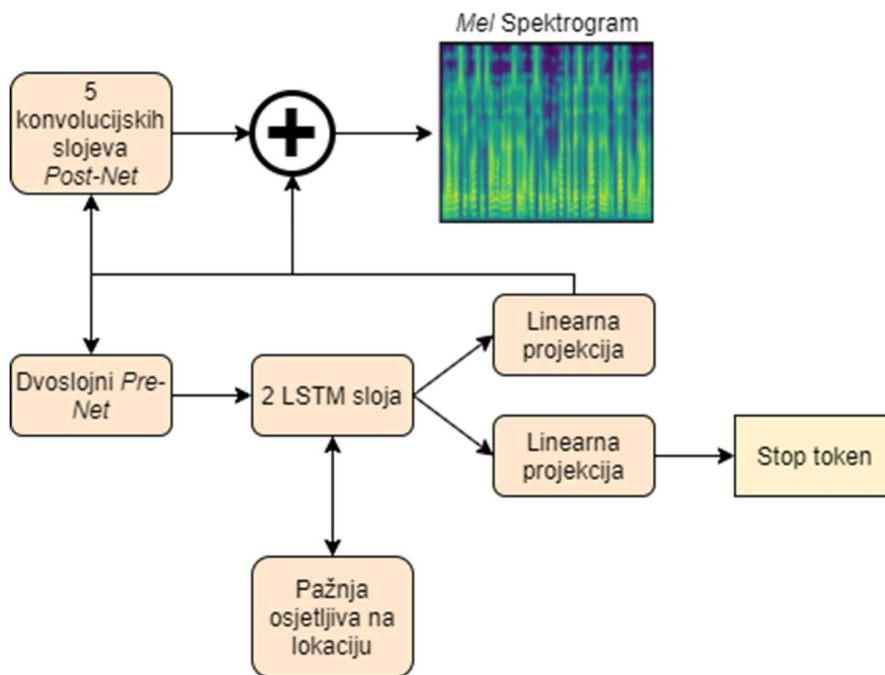 Mel Spektrogram
5
konvolucijskih
slojeva
Post-Net
Linearna
projekcija
Dvoslojni Pre-
Net
2 LSTM sloja
Linearna
projekcija
Stop token
Pažnja
osjetljiva na
lokaciju